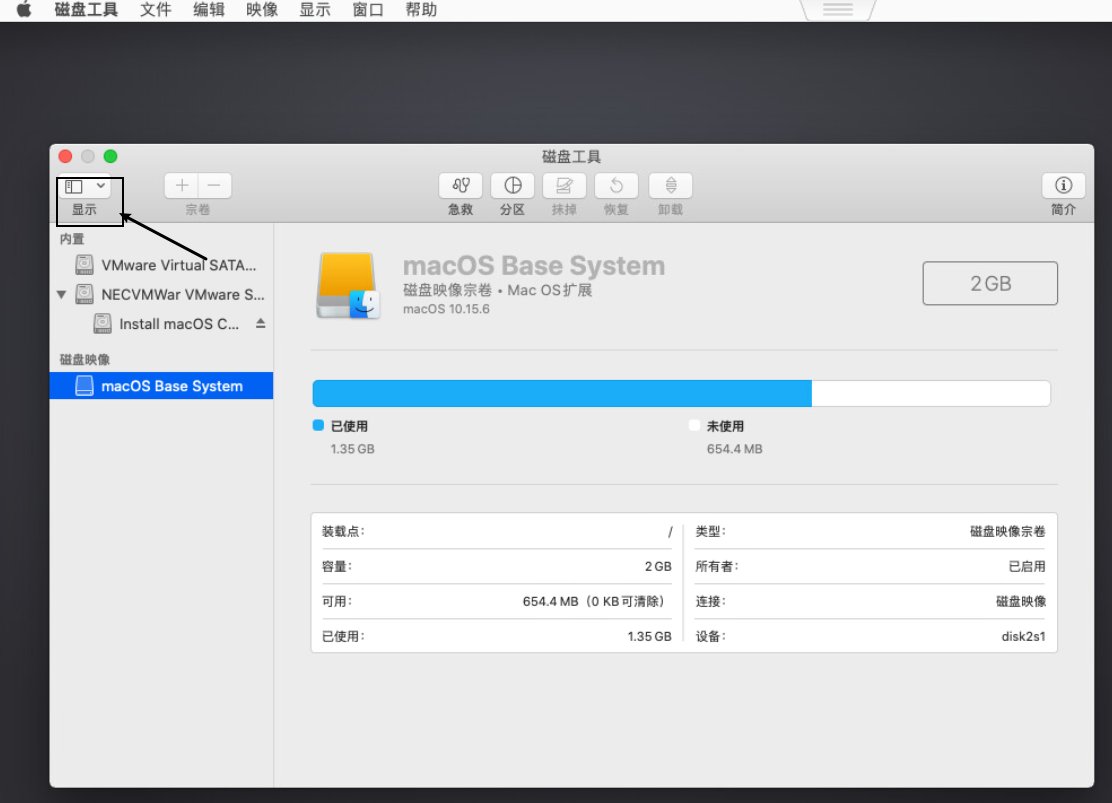 磁盘工具 文件 编辑 映像 显示 窗口 帮助
磁盘工具
显示 宗卷 急救 分区 抹掉 恢复 卸载 简介
内置
VMware Virtual SATA...
NECVMWar VMware S...
Install macOS C...
磁盘映像
macOS Base System
macOS Base System
磁盘映像宗卷 • Mac OS扩展
macOS 10.15.6
2 GB
已使用
1.35 GB
未使用
654.4 MB
装载点: /
容量: 2 GB
可用: 654.4 MB（0 KB可清除）
已使用: 1.35 GB
类型: 磁盘映像宗卷
所有者: 已启用
连接: 磁盘映像
设备: disk2s1